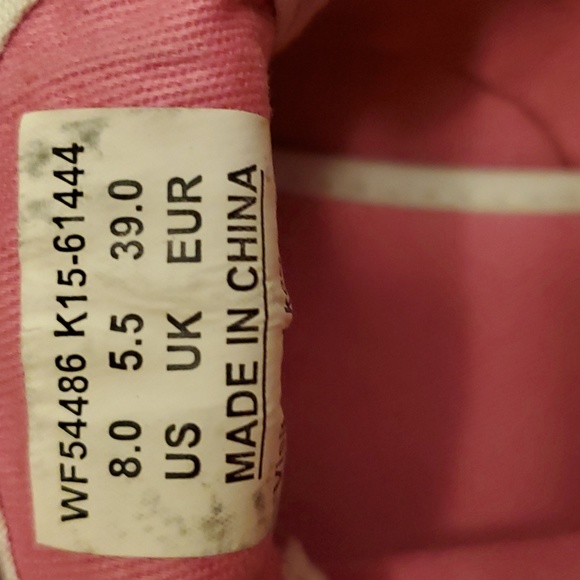 WF54486 K15-61444
8.0 5.5 39.0
US UK EUR
MADE IN CHINA